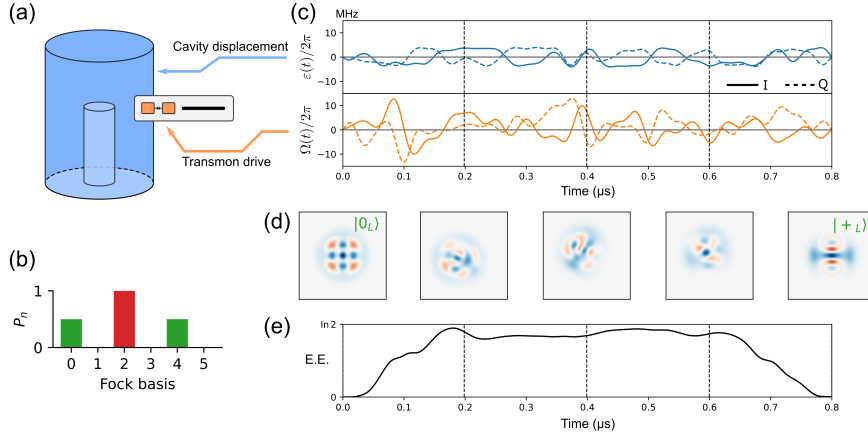 (a)
Cavity displacement
Transmon drive
(b)
1
0
P_n
0 1 2 3 4 5
Fock basis
(c)
MHz
10
0
−10
ε(t)/2π
I Q
10
0
−10
Ω(t)/2π
0.0 0.1 0.2 0.3 0.4 0.5 0.6 0.7 0.8
Time (μs)
(d)
|0_L⟩
|+_L⟩
(e)
ln 2
E.E.
0
0.0 0.1 0.2 0.3 0.4 0.5 0.6 0.7 0.8
Time (μs)